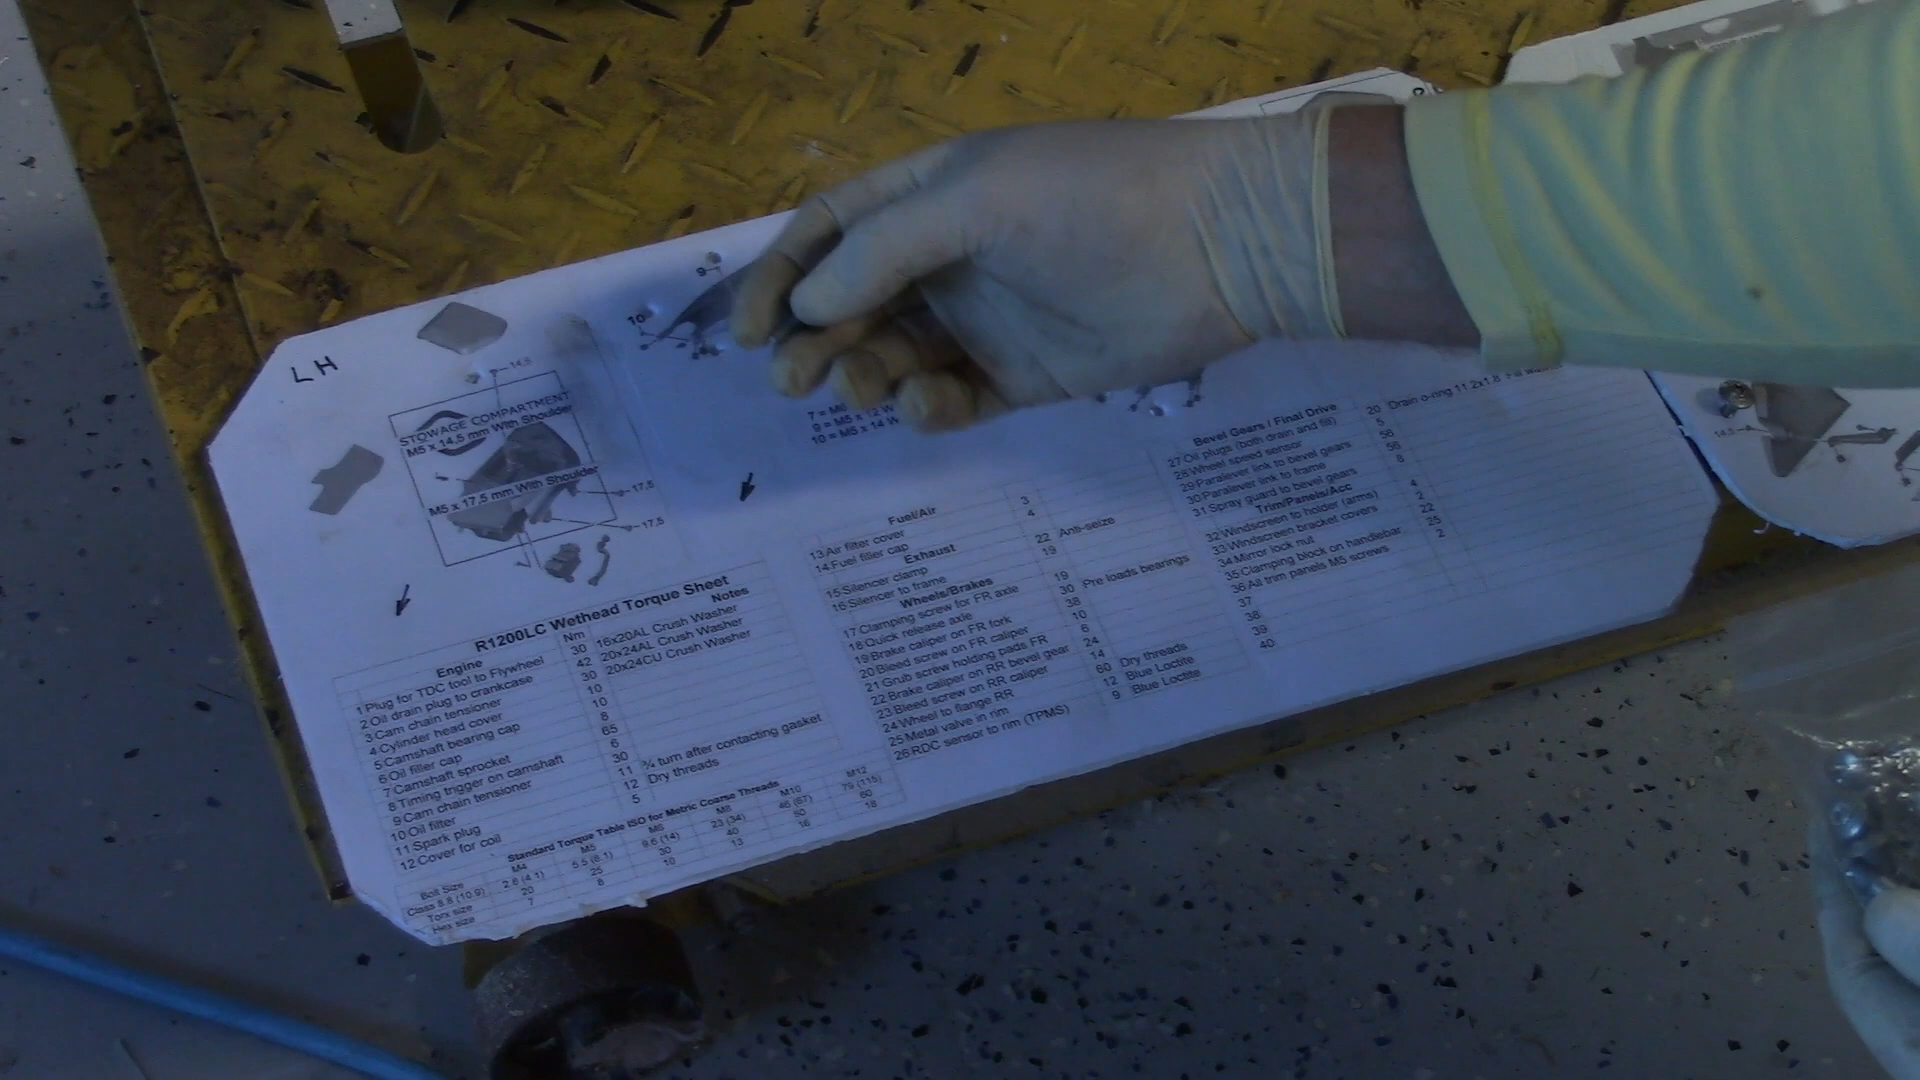 LH
14,5
STOWAGE COMPARTMENT
M5 x 14,5 mm With Shoulder
M5 x 17,5 mm With Shoulder
17,5
17,5
9
10
7 = M6
9 = M5 x 12 W
10 = M5 x 14 W
14,5
R1200LC Wethead Torque Sheet
Engine Nm Notes
1 Plug for TDC tool to Flywheel 30 16x20AL Crush Washer
2 Oil drain plug to crankcase 42 20x24AL Crush Washer
3 Cam chain tensioner 30 20x24CU Crush Washer
4 Cylinder head cover 10
5 Camshaft bearing cap 10
6 Oil filler cap 8
7 Camshaft sprocket 65
8 Timing trigger on camshaft 6
9 Cam chain tensioner 30
10 Oil filter 11 ¾ turn after contacting gasket
11 Spark plug 12 Dry threads
12 Cover for coil 5
Standard Torque Table ISO for Metric Coarse Threads
Bolt Size M4 M5 M6 M8 M10 M12
Class 8.8 (10.9) 2.8 (4.1) 5.5 (8.1) 9.6 (14) 23 (34) 46 (67) 79 (115)
Torx size 20 25 30 40 50 60
Hex size 7 8 10 13 16 18
Fuel/Air
13 Air filter cover 3
14 Fuel filler cap 4
Exhaust
15 Silencer clamp 22 Anti-seize
16 Silencer to frame 19
Wheels/Brakes
17 Clamping screw for FR axle 19
18 Quick release axle 30 Pre loads bearings
19 Brake caliper on FR fork 38
20 Bleed screw on FR caliper 10
21 Grub screw holding pads FR 6
22 Brake caliper on RR bevel gear 24
23 Bleed screw on RR caliper 14
24 Wheel to flange RR 60 Dry threads
25 Metal valve in rim 12 Blue Loctite
26 RDC sensor to rim (TPMS) 9 Blue Loctite
Bevel Gears / Final Drive
27 Oil plugs (both drain and fill) 20 Drain o-ring 11.2x1.8
28 Wheel speed sensor 5
29 Paralever link to bevel gears 56
30 Paralever link to frame 56
31 Spray guard to bevel gears 8
Trim/Panels/Acc
32 Windscreen to holder (arms) 4
33 Windscreen bracket covers 2
34 Mirror lock nut 22
35 Clamping block on handlebar 25
36 All trim panels M5 screws 2
37
38
39
40